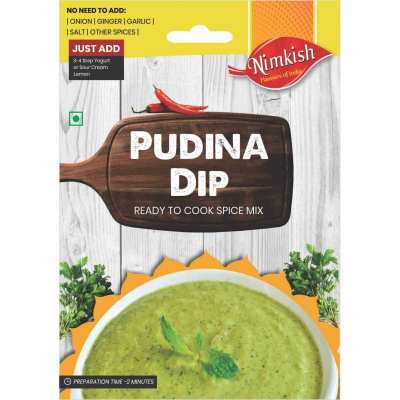 NO NEED TO ADD:
| ONION | GINGER | GARLIC |
| SALT | OTHER SPICES |
JUST ADD
3-4 tbsp Yogurt
or Sour Cream
Lemon
Nimkish
Flavours of India
PUDINA
DIP
READY TO COOK SPICE MIX
PREPARATION TIME -2 MINUTES